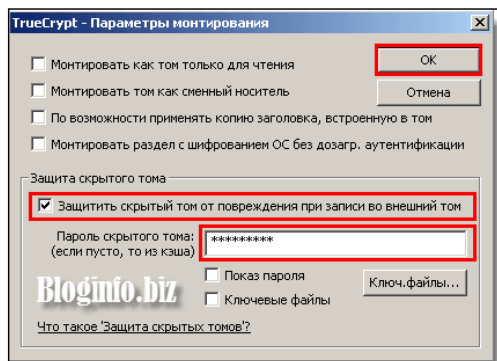 TrueCrypt - Параметры монтирования
Монтировать как том только для чтения
ОК
Монтировать том как сменный носитель
Отмена
По возможности применять копию заголовка, встроенную в том
Монтировать раздел с шифрованием ОС без дозагр. аутентификации
Защита скрытого тома
Защитить скрытый том от повреждения при записи во внешний том
Пароль скрытого тома:
(если пусто, то из кэша)
*********
Показ пароля
Ключ.файлы...
Ключевые файлы
Bloginfo.biz
Что такое 'Защита скрытых томов'?